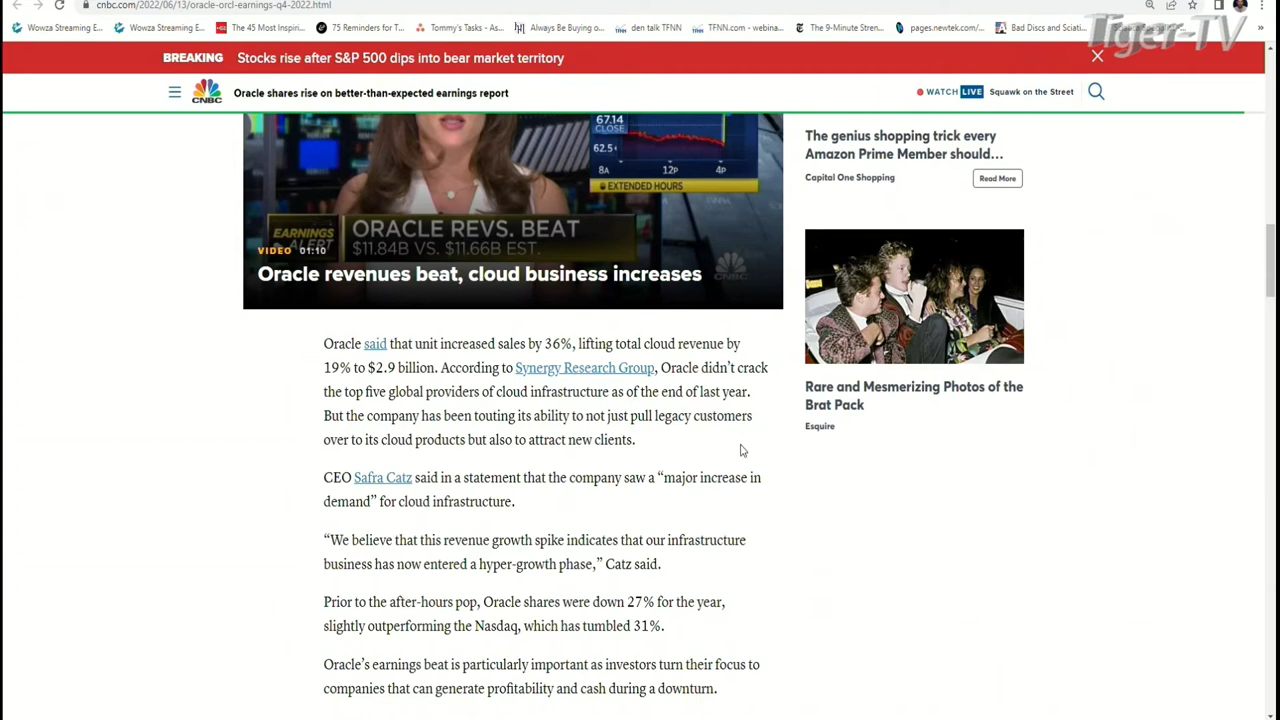 cnbc.com/2022/06/13/oracle-orcl-earnings-q4-2022.html
Wowza Streaming E... Wowza Streaming E... The 45 Most Inspiri... 75 Reminders for T... Tommy's Talks - As... Always Be Buying o... den talk TFNN TFNN.com - webina... The 9-Minute Stren... pages.newtek.com/... Bad Discs and Sciati...
Tiger-TV
BREAKING Stocks rise after S&P 500 dips into bear market territory
CNBC Oracle shares rise on better-than-expected earnings report WATCH LIVE Squawk on the Street
67.14
CLOSE
62.5
8A 12P 4P
EXTENDED HOURS
EARNINGS
ALERT
ORACLE REVS. BEAT
$11.84B VS. $11.66B EST.
VIDEO 01:10
CNBC
Oracle revenues beat, cloud business increases
Oracle said that unit increased sales by 36%, lifting total cloud revenue by
19% to $2.9 billion. According to Synergy Research Group, Oracle didn't crack
the top five global providers of cloud infrastructure as of the end of last year.
But the company has been touting its ability to not just pull legacy customers
over to its cloud products but also to attract new clients.
CEO Safra Catz said in a statement that the company saw a “major increase in
demand” for cloud infrastructure.
“We believe that this revenue growth spike indicates that our infrastructure
business has now entered a hyper-growth phase,” Catz said.
Prior to the after-hours pop, Oracle shares were down 27% for the year,
slightly outperforming the Nasdaq, which has tumbled 31%.
Oracle’s earnings beat is particularly important as investors turn their focus to
companies that can generate profitability and cash during a downturn.
The genius shopping trick every
Amazon Prime Member should...
Capital One Shopping
Read More
Rare and Mesmerizing Photos of the
Brat Pack
Esquire